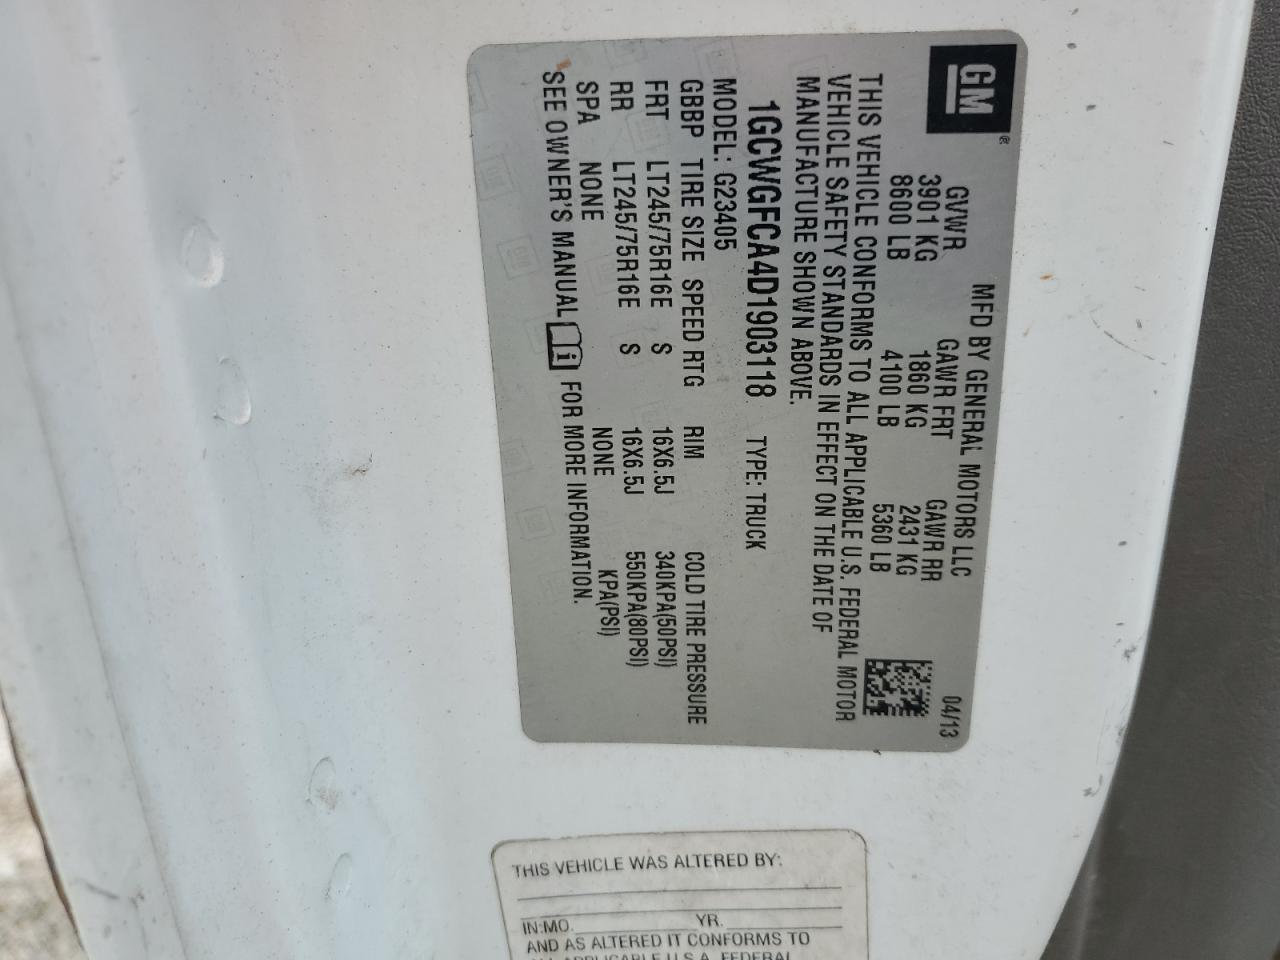 GM®
MFD BY GENERAL MOTORS LLC 04/13
GVWR GAWR FRT GAWR RR
3901 KG 1860 KG 2431 KG
8600 LB 4100 LB 5360 LB
THIS VEHICLE CONFORMS TO ALL APPLICABLE U.S. FEDERAL MOTOR
VEHICLE SAFETY STANDARDS IN EFFECT ON THE DATE OF
MANUFACTURE SHOWN ABOVE.
1GCWGFCA4D1903118 TYPE: TRUCK
MODEL: G23405
GBBP TIRE SIZE SPEED RTG RIM COLD TIRE PRESSURE
FRT LT245/75R16E S 16X6.5J 340KPA(50PSI)
RR LT245/75R16E S 16X6.5J 550KPA(80PSI)
SPA NONE NONE KPA(PSI)
SEE OWNER'S MANUAL i FOR MORE INFORMATION.
THIS VEHICLE WAS ALTERED BY:
IN:MO. YR.
AND AS ALTERED IT CONFORMS TO
ALL APPLICABLE U.S.A. FEDERAL